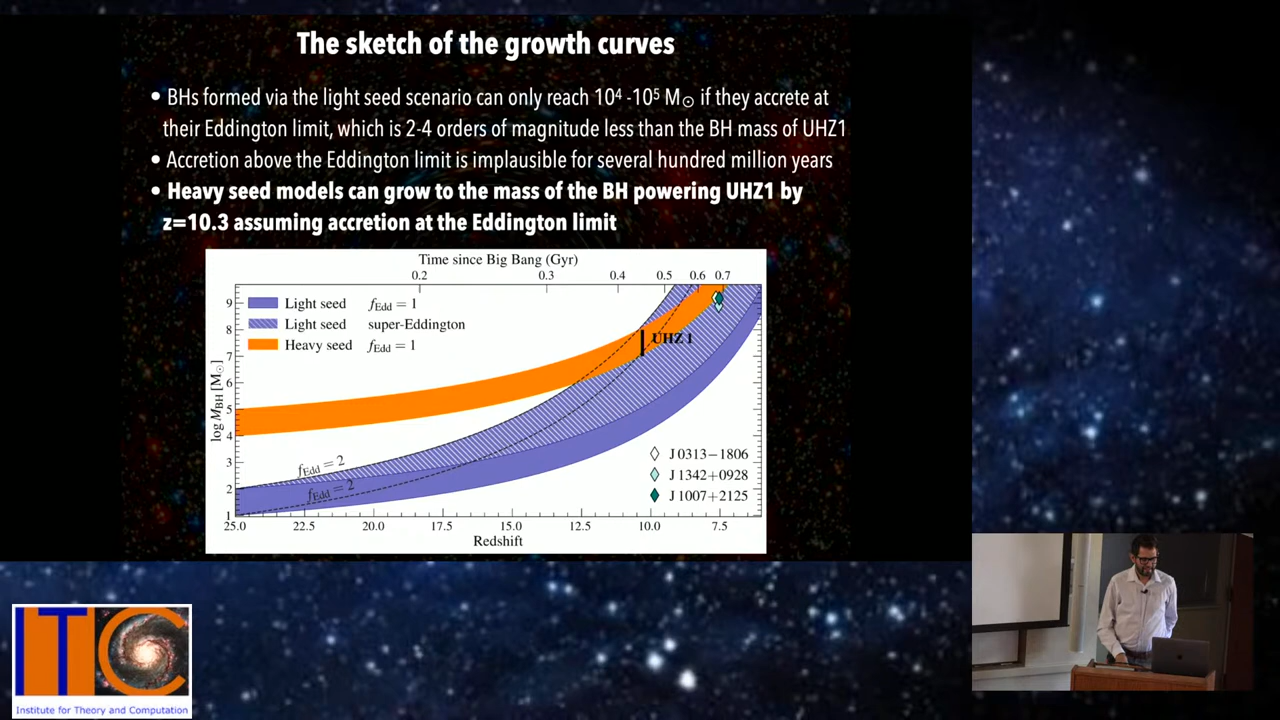 The sketch of the growth curves
• BHs formed via the light seed scenario can only reach 10⁴ -10⁵ M☉ if they accrete at
their Eddington limit, which is 2-4 orders of magnitude less than the BH mass of UHZ1
• Accretion above the Eddington limit is implausible for several hundred million years
• Heavy seed models can grow to the mass of the BH powering UHZ1 by
z=10.3 assuming accretion at the Eddington limit
Time since Big Bang (Gyr)
0.2 0.3 0.4 0.5 0.6 0.7
Light seed fEdd = 1
Light seed super-Eddington
Heavy seed fEdd = 1
UHZ1
log MBH [M☉]
9
8
7
6
5
4
3
2
1
fEdd = 2
fEdd = 2
J0313−1806
J1342+0928
J1007+2125
25.0 22.5 20.0 17.5 15.0 12.5 10.0 7.5
Redshift
ITC
Institute for Theory and Computation